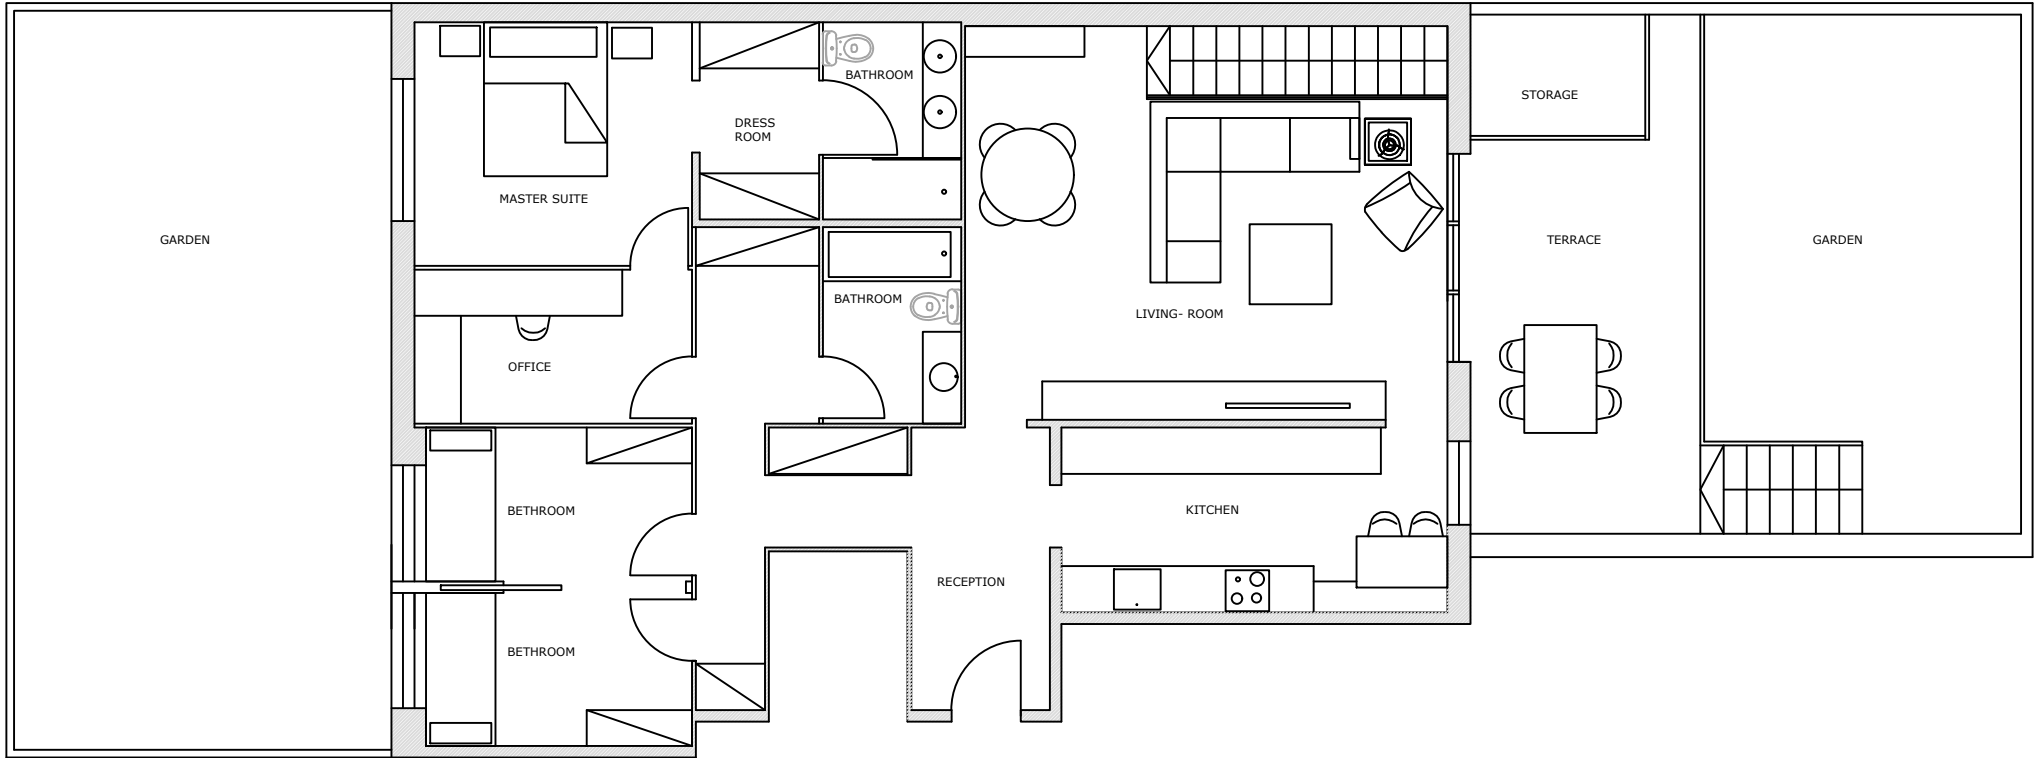 BATHROOM
STORAGE
DRESS
ROOM
MASTER SUITE
GARDEN
TERRACE
GARDEN
BATHROOM
LIVING- ROOM
OFFICE
BETHROOM
KITCHEN
RECEPTION
BETHROOM